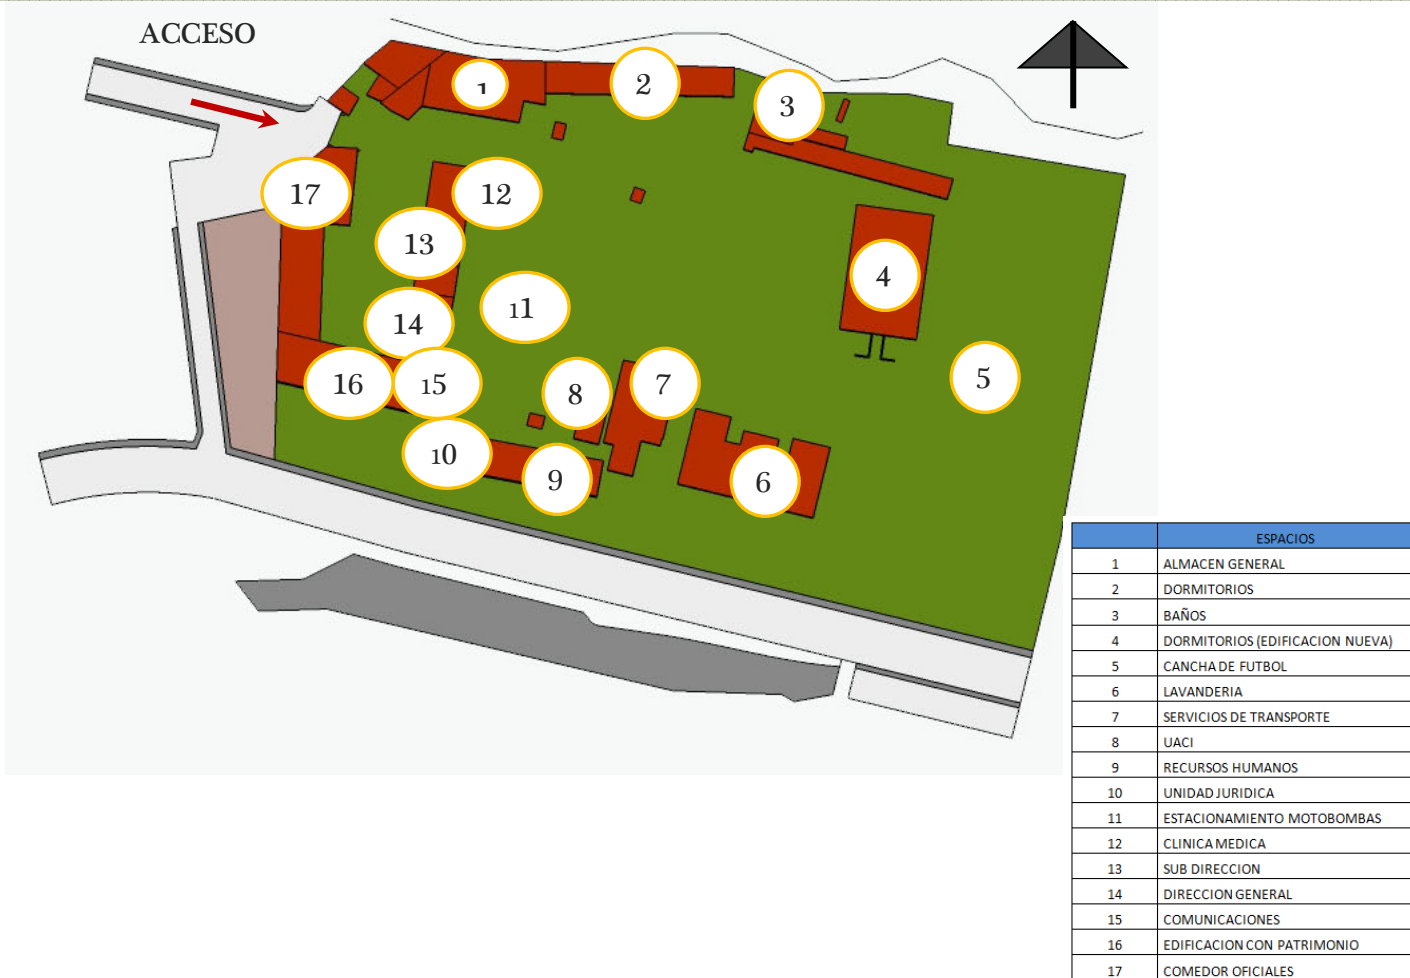 ACCESO
1
2
3
17
12
13
4
11
14
5
16
15
8
7
10
9
6
ESPACIOS
1 ALMACEN GENERAL
2 DORMITORIOS
3 BAÑOS
4 DORMITORIOS (EDIFICACION NUEVA)
5 CANCHA DE FUTBOL
6 LAVANDERIA
7 SERVICIOS DE TRANSPORTE
8 UACI
9 RECURSOS HUMANOS
10 UNIDAD JURIDICA
11 ESTACIONAMIENTO MOTOBOMBAS
12 CLINICA MEDICA
13 SUB DIRECCION
14 DIRECCION GENERAL
15 COMUNICACIONES
16 EDIFICACION CON PATRIMONIO
17 COMEDOR OFICIALES